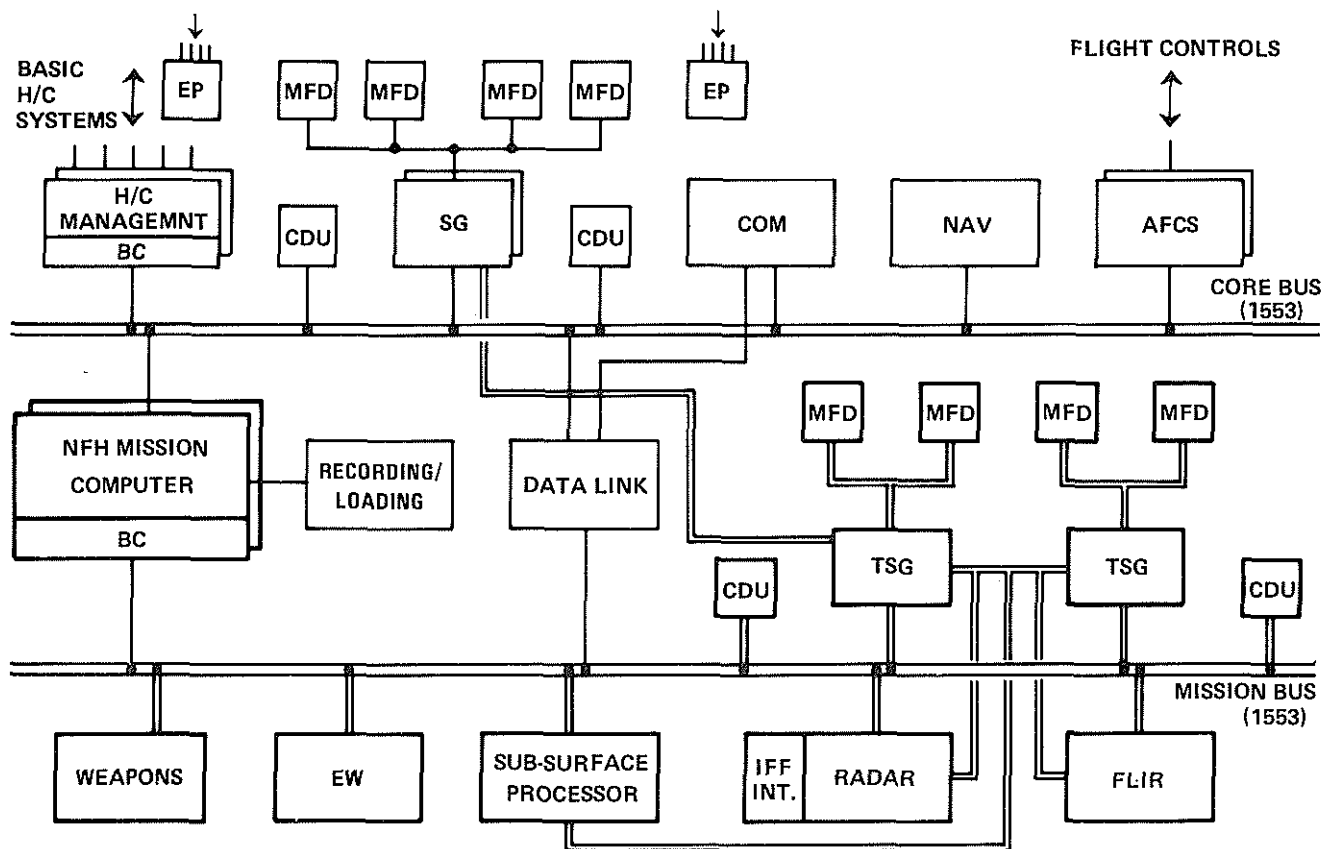 BASIC
H/C
SYSTEMS
EP
MFD
MFD
MFD
MFD
EP
FLIGHT CONTROLS
H/C
MANAGEMNT
BC
CDU
SG
CDU
COM
NAV
AFCS
CORE BUS
(1553)
NFH MISSION
COMPUTER
BC
RECORDING/
LOADING
DATA LINK
MFD
MFD
MFD
MFD
TSG
TSG
CDU
CDU
MISSION BUS
(1553)
WEAPONS
EW
SUB-SURFACE
PROCESSOR
IFF
INT.
RADAR
FLIR